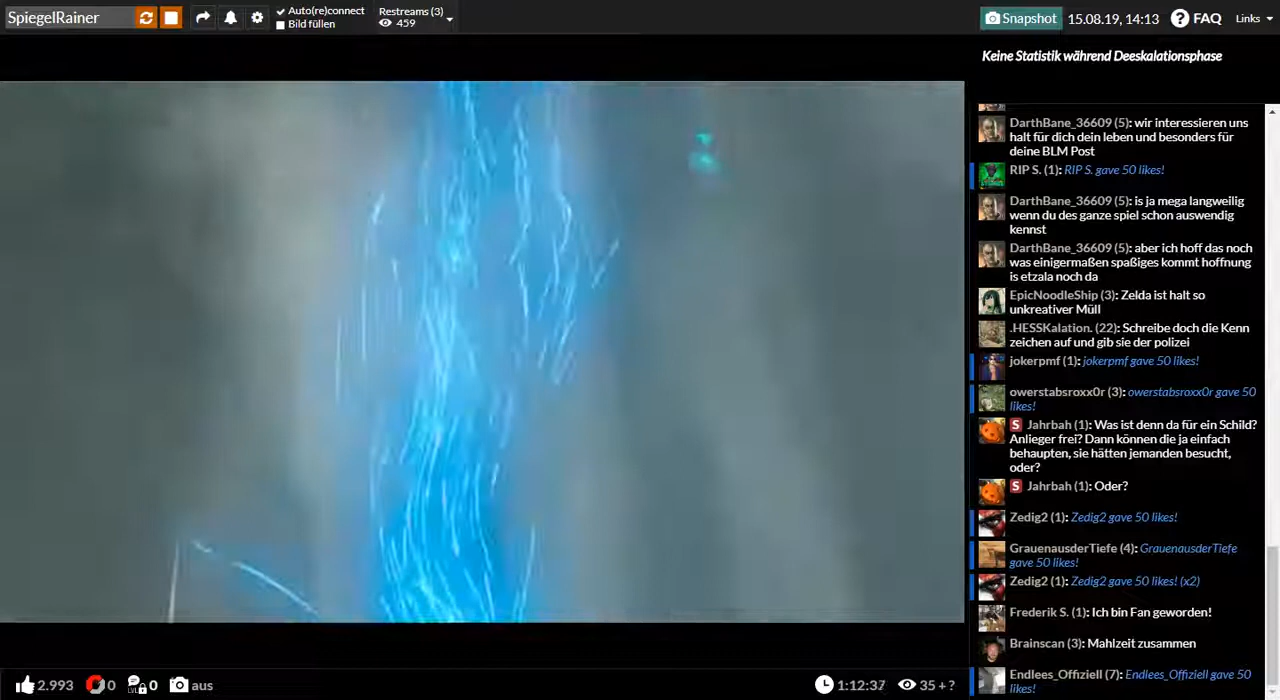 SpiegelRainer
Auto(re)connect
Bild füllen
Restreams (3)
459
Snapshot
15.08.19, 14:13
FAQ
Links
Keine Statistik während Deeskalationsphase
DarthBane_36609 (5): wir interessieren uns
halt für dich dein leben und besonders für
deine BLM Post
RIP S. (1): RIP S. gave 50 likes!
DarthBane_36609 (5): is ja mega langweilig
wenn du des ganze spiel schon auswendig
kennst
DarthBane_36609 (5): aber ich hoff das noch
was einigermaßen spaßiges kommt hoffnung
is etzala noch da
EpicNoodleShip (3): Zelda ist halt so
unkreativer Müll
.HESSKalation. (22): Schreibe doch die Kenn
zeichen auf und gib sie der polizei
jokerpmf (1): jokerpmf gave 50 likes!
owerstabsroxx0r (3): owerstabsroxx0r gave 50
likes!
S Jahrbah (1): Was ist denn da für ein Schild?
Anlieger frei? Dann können die ja einfach
behaupten, sie hätten jemanden besucht,
oder?
S Jahrbah (1): Oder?
Zedig2 (1): Zedig2 gave 50 likes!
GrauenausderTiefe (4): GrauenausderTiefe
gave 50 likes!
Zedig2 (1): Zedig2 gave 50 likes! (x2)
Frederik S. (1): Ich bin Fan geworden!
Brainscan (3): Mahlzeit zusammen
Endlees_Offiziell (7): Endlees_Offiziell gave 50
likes!
2.993
0
LVL 0
aus
1:12:37
35 + ?